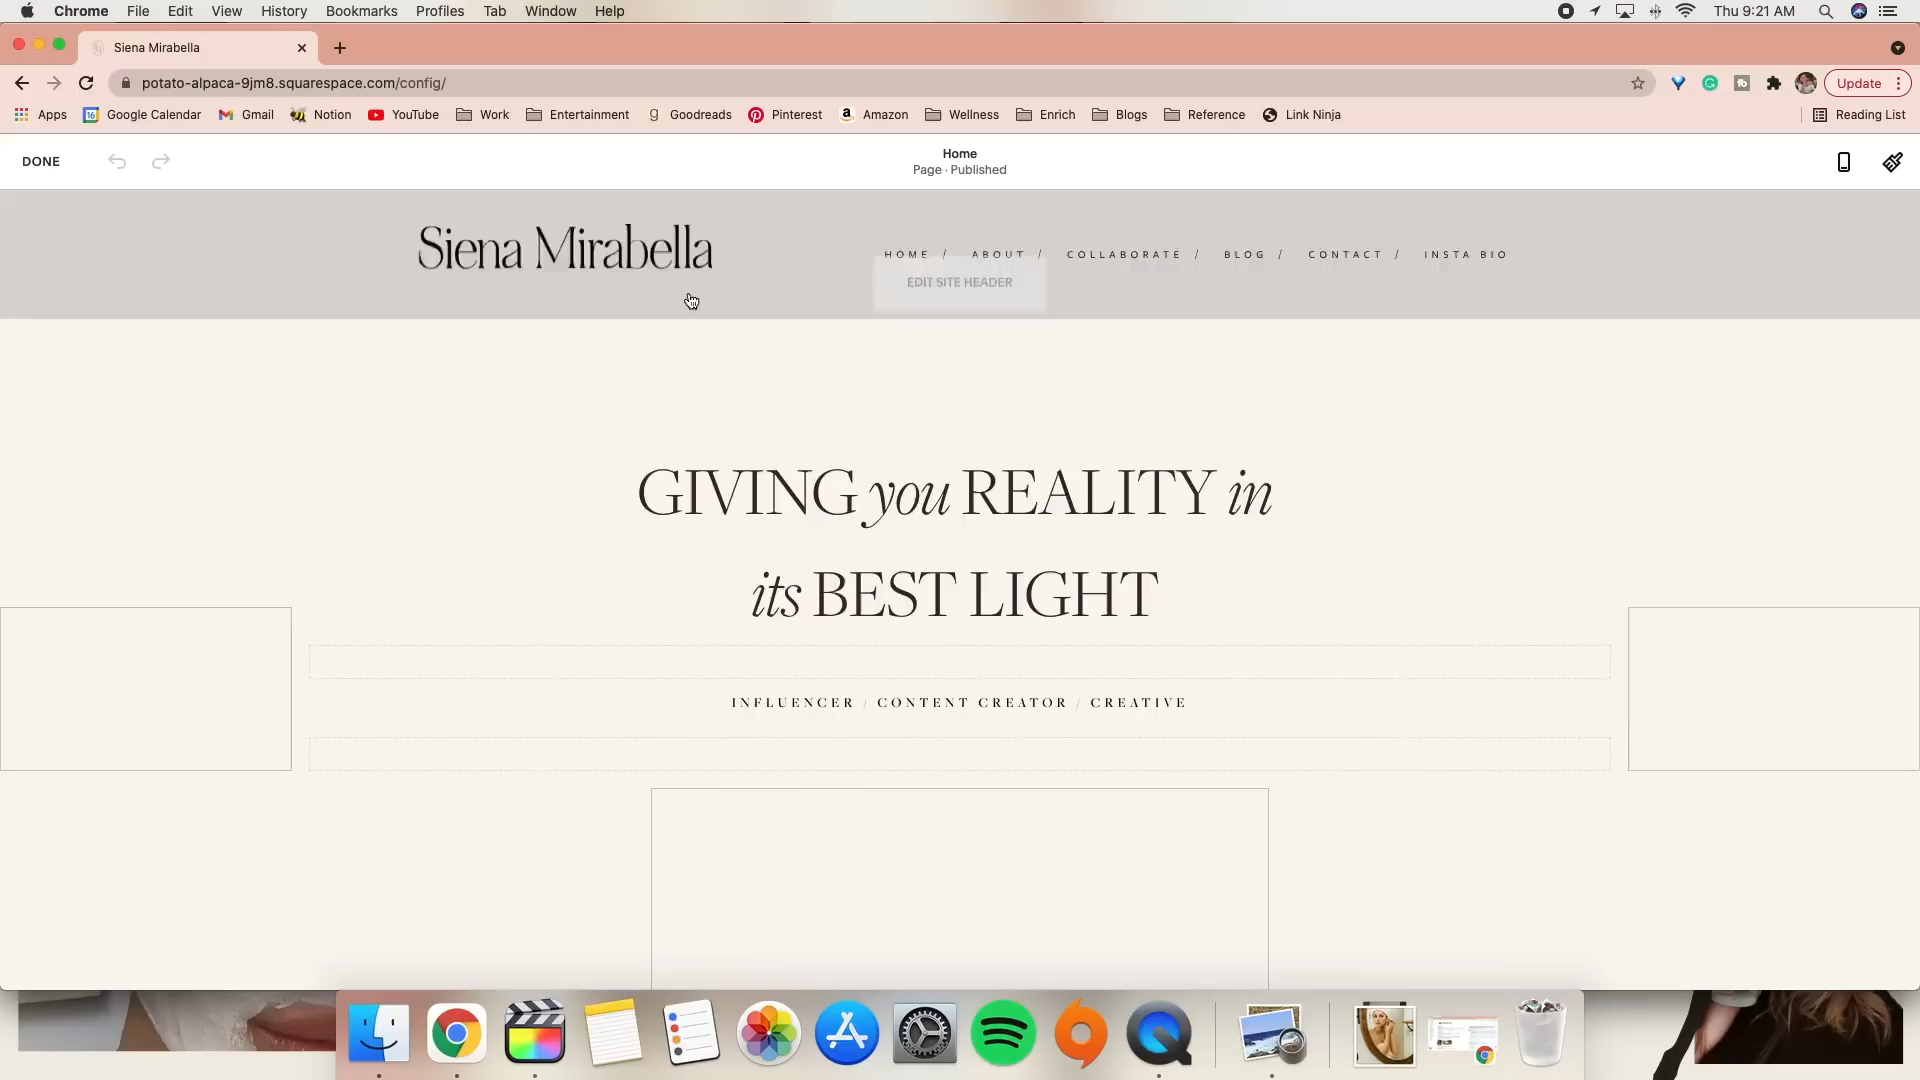 Chrome File Edit View History Bookmarks Profiles Tab Window Help Thu 9:21 AM
Siena Mirabella
potato-alpaca-9jm8.squarespace.com/config/ Update
Apps Google Calendar Gmail Notion YouTube Work Entertainment Goodreads Pinterest Amazon Wellness Enrich Blogs Reference Link Ninja Reading List
DONE
Home
Page · Published
Siena Mirabella
HOME / ABOUT / COLLABORATE / BLOG / CONTACT / INSTA BIO
EDIT SITE HEADER
GIVING you REALITY in
its BEST LIGHT
INFLUENCER / CONTENT CREATOR / CREATIVE